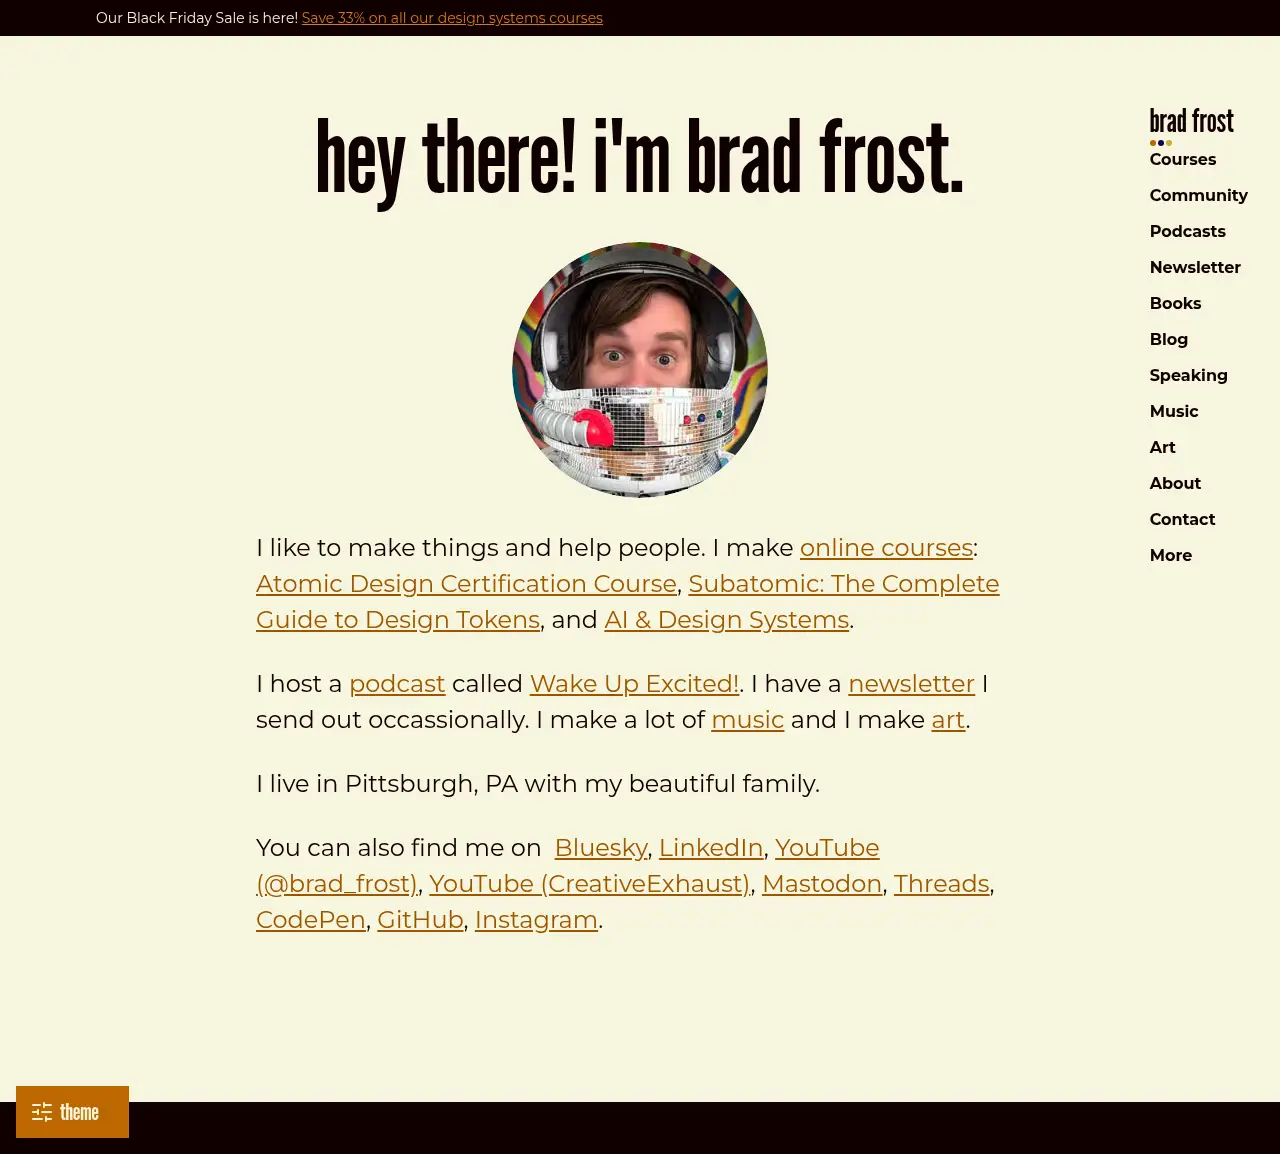 Our Black Friday Sale is here! Save 33% on all our design systems courses
hey there! i'm brad frost.
brad frost
Courses
Community
Podcasts
Newsletter
Books
Blog
Speaking
Music
Art
About
Contact
More
I like to make things and help people. I make online courses:
Atomic Design Certification Course, Subatomic: The Complete
Guide to Design Tokens, and AI & Design Systems.
I host a podcast called Wake Up Excited!. I have a newsletter I
send out occassionally. I make a lot of music and I make art.
I live in Pittsburgh, PA with my beautiful family.
You can also find me on  Bluesky, LinkedIn, YouTube
(@brad_frost), YouTube (CreativeExhaust), Mastodon, Threads,
CodePen, GitHub, Instagram.
theme